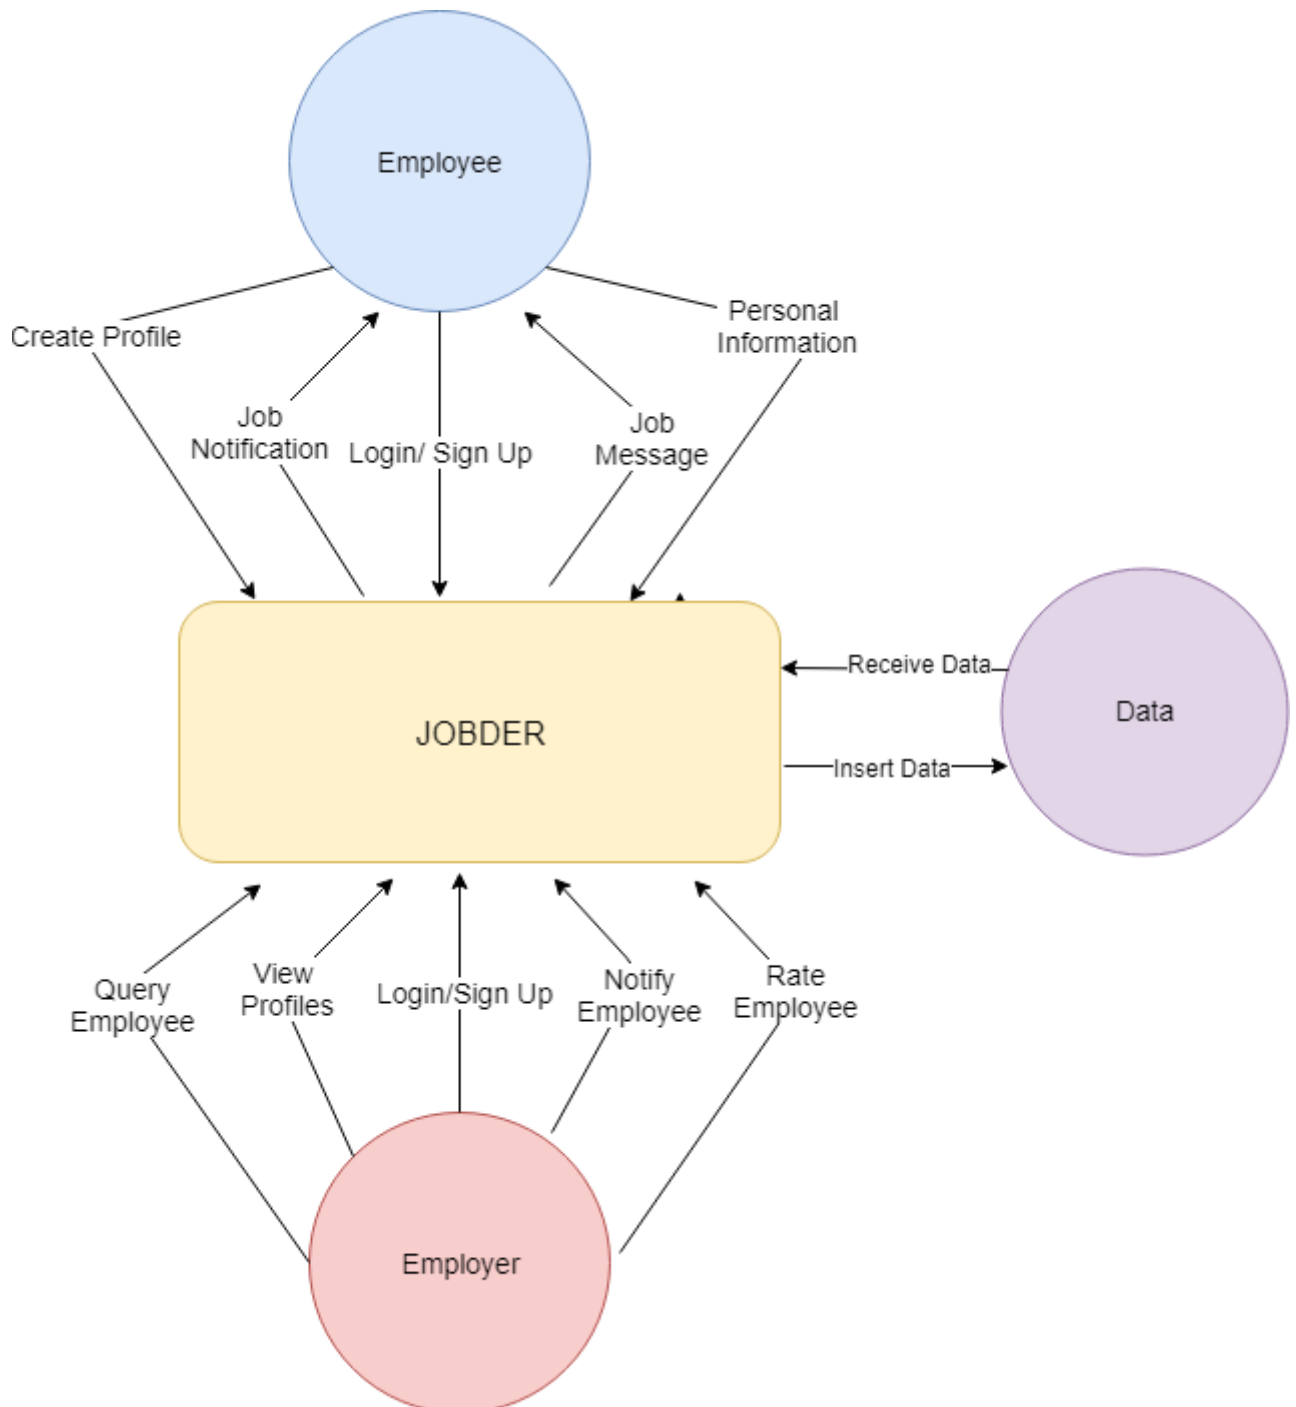 Employee
Create Profile
Personal
Information
Job
Notification
Login/ Sign Up
Job
Message
JOBDER
Receive Data
Data
Insert Data
Query
Employee
View
Profiles
Login/Sign Up
Notify
Employee
Rate
Employee
Employer